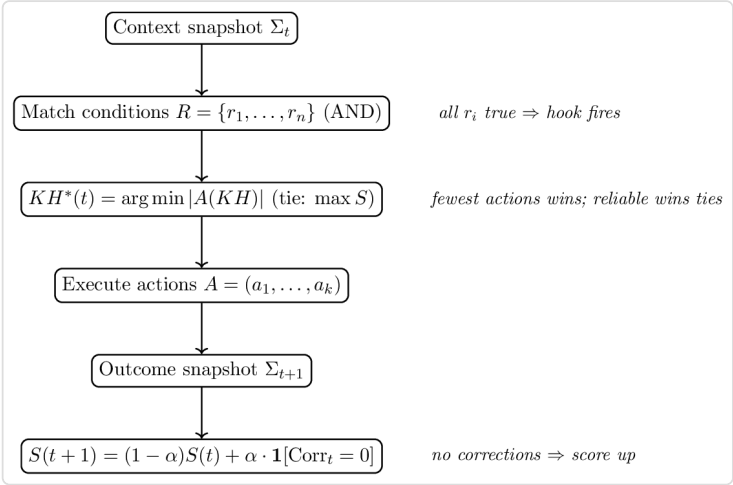 Context snapshot Σ_t
Match conditions R = {r_1, . . . , r_n} (AND)
all r_i true ⇒ hook fires
KH*(t) = arg min |A(KH)| (tie: max S)
fewest actions wins; reliable wins ties
Execute actions A = (a_1, . . . , a_k)
Outcome snapshot Σ_{t+1}
S(t + 1) = (1 − α)S(t) + α · 𝟏[Corr_t = 0]
no corrections ⇒ score up